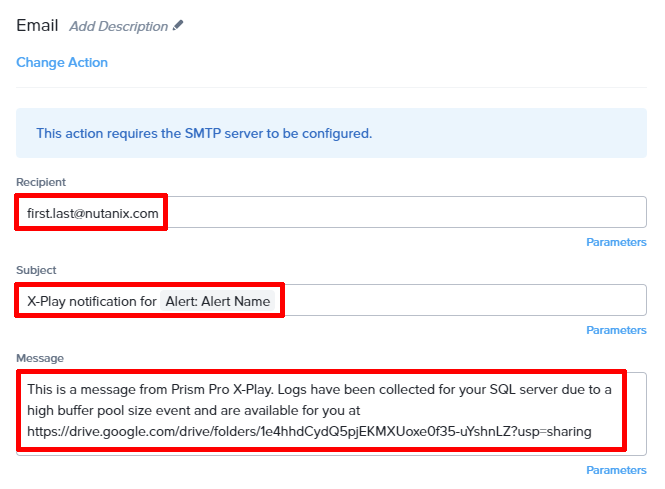 Email Add Description
Change Action
This action requires the SMTP server to be configured.
Recipient
first.last@nutanix.com
Parameters
Subject
X-Play notification for Alert: Alert Name
Parameters
Message
This is a message from Prism Pro X-Play. Logs have been collected for your SQL server due to a
high buffer pool size event and are available for you at
https://drive.google.com/drive/folders/1e4hhdCydQ5pjEKMXUoxe0f35-uYshnLZ?usp=sharing
Parameters